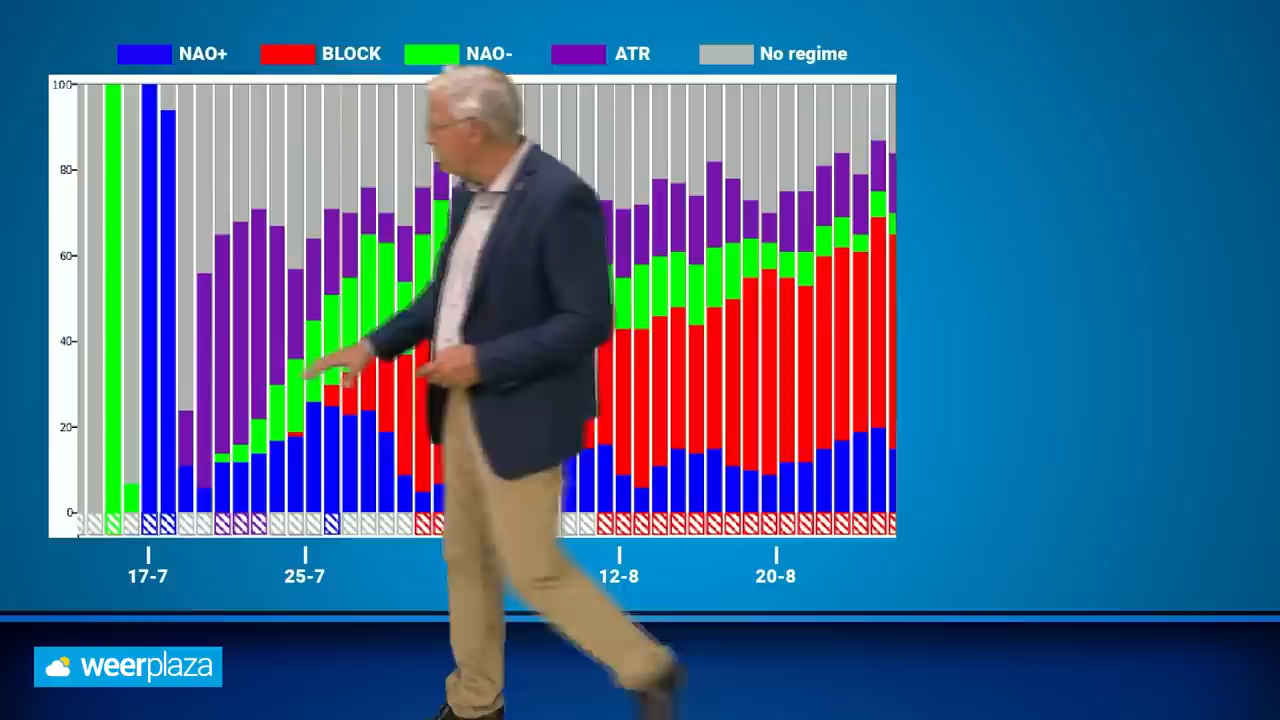 NAO+ BLOCK NAO- ATR No regime
100
80
60
40
20
0
17-7 25-7 12-8 20-8
weerplaza